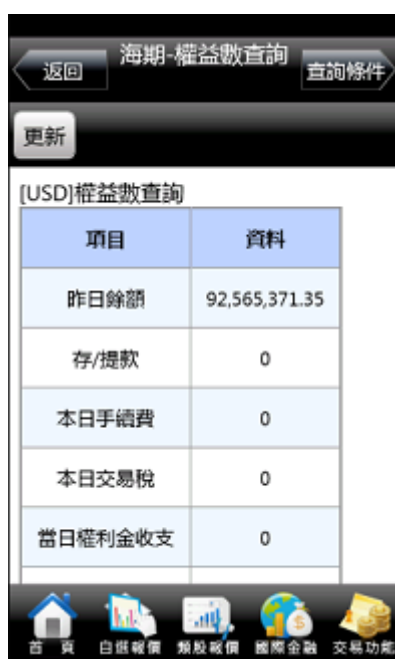 返回
海期-權益數查詢
查詢條件
更新
[USD]權益數查詢
項目 資料
昨日餘額 92,565,371.35
存/提款 0
本日手續費 0
本日交易稅 0
當日權利金收支 0
首 頁 自選報價 類股報價 國際金融 交易功能